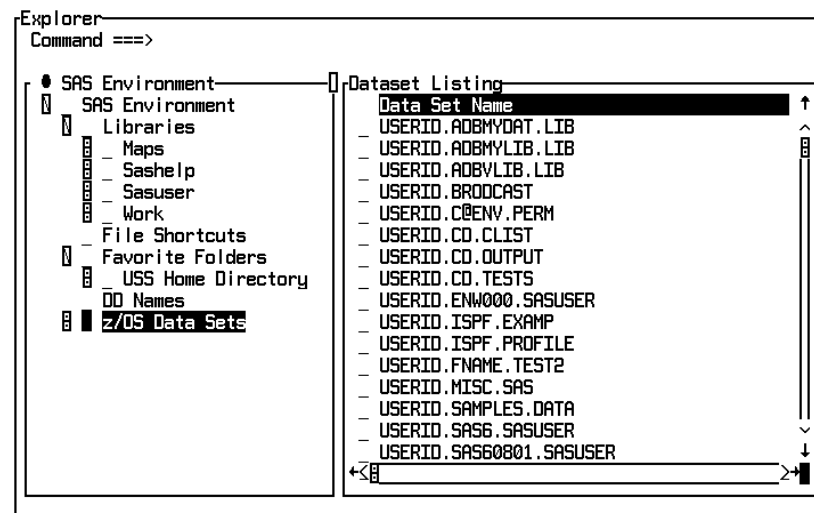 Explorer
Command ===>
SAS Environment
SAS Environment
Libraries
_ Maps
_ Sashelp
_ Sasuser
_ Work
_ File Shortcuts
Favorite Folders
_ USS Home Directory
DD Names
z/OS Data Sets
Dataset Listing
Data Set Name
_ USERID.ADBMYDAT.LIB
_ USERID.ADBMYLIB.LIB
_ USERID.ADBVLIB.LIB
_ USERID.BRODCAST
_ USERID.C@ENV.PERM
_ USERID.CD.CLIST
_ USERID.CD.OUTPUT
_ USERID.CD.TESTS
_ USERID.ENW000.SASUSER
_ USERID.ISPF.EXAMP
_ USERID.ISPF.PROFILE
_ USERID.FNAME.TEST2
_ USERID.MISC.SAS
_ USERID.SAMPLES.DATA
_ USERID.SAS6.SASUSER
_ USERID.SAS60801.SASUSER